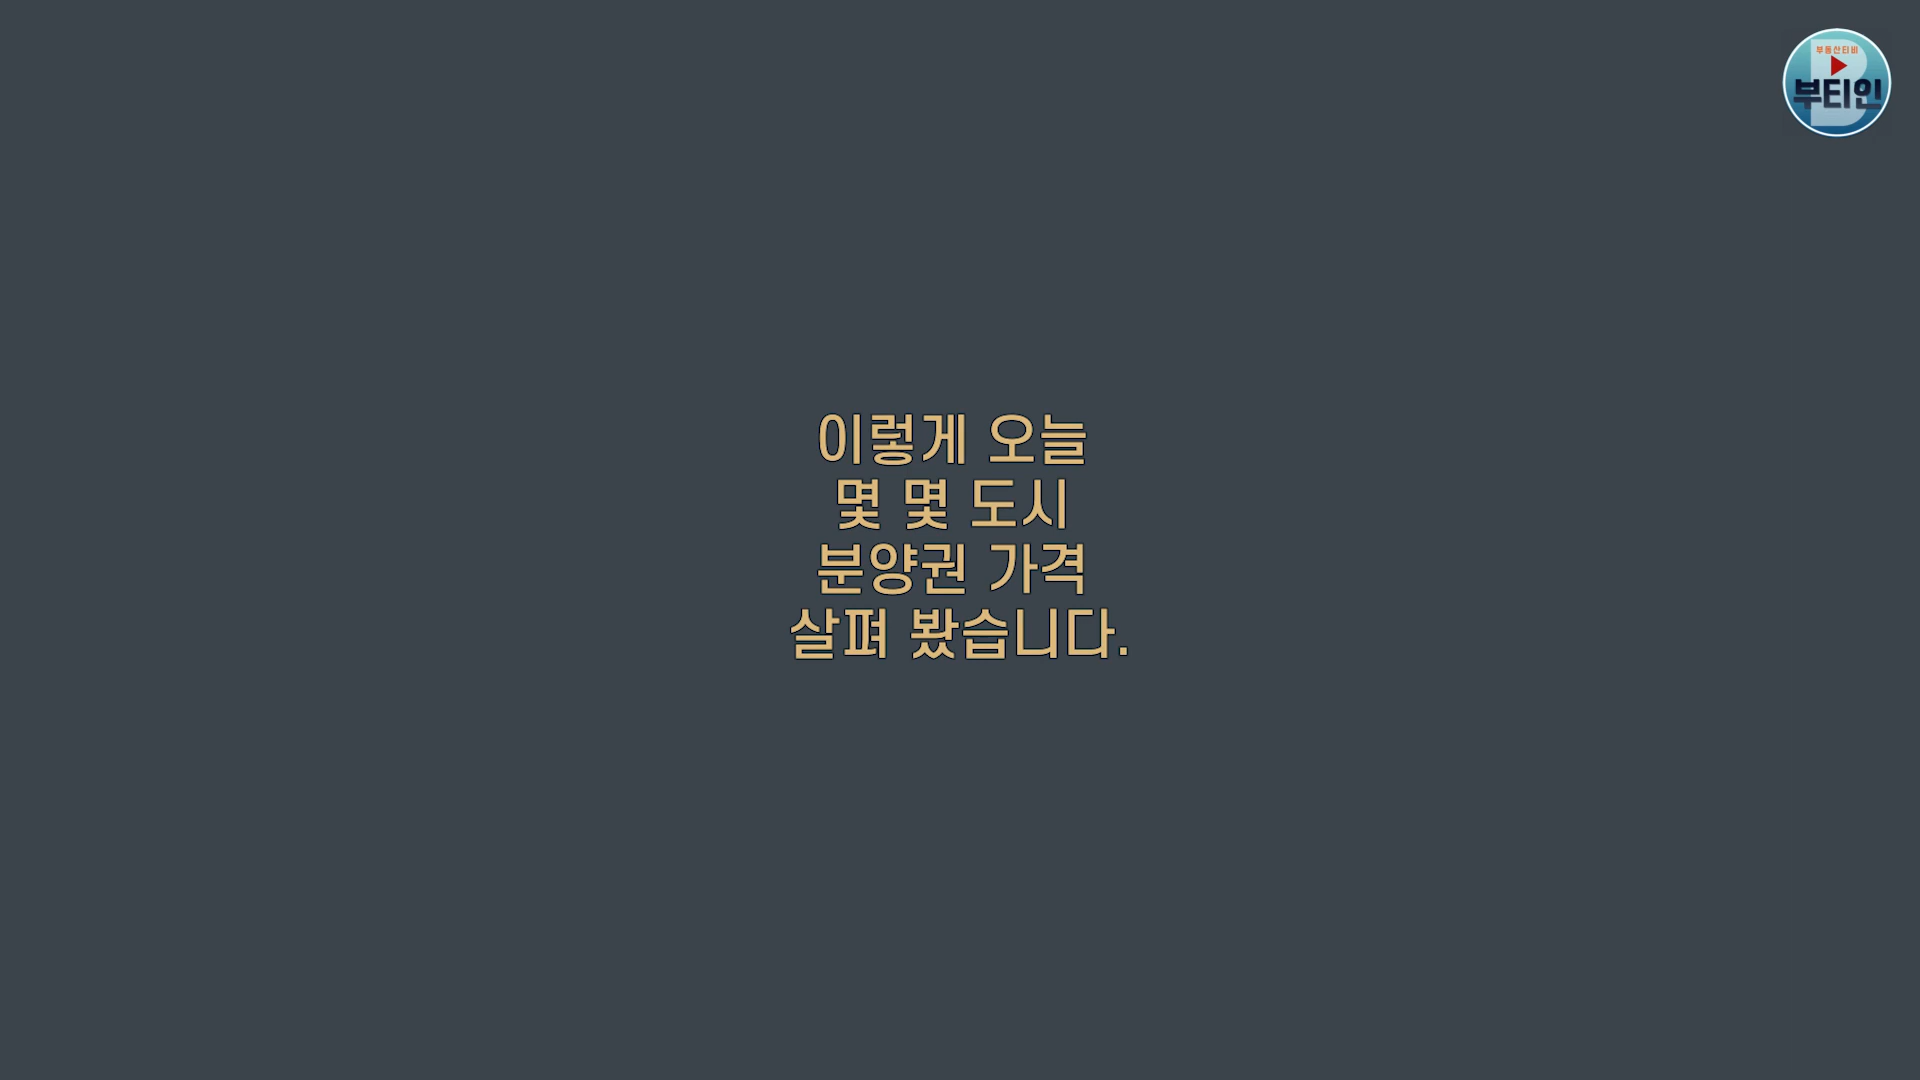 부동산티비
부티인
이렇게 오늘
몇 몇 도시
분양권 가격
살펴 봤습니다.